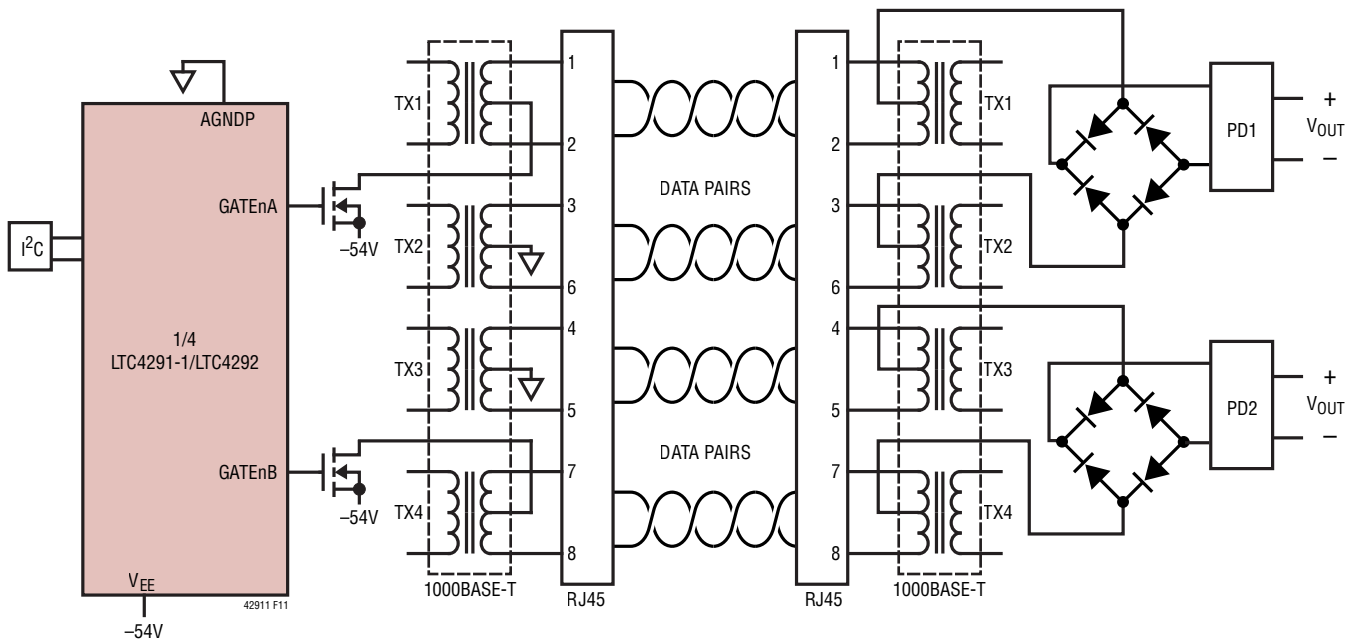 AGNDP
GATEnA
–54V
I²C
1/4
LTC4291-1/LTC4292
GATEnB
–54V
VEE
–54V
42911 F11
TX1
TX2
TX3
TX4
1000BASE-T
1
2
3
6
4
5
7
8
RJ45
DATA PAIRS
DATA PAIRS
1
2
3
6
4
5
7
8
RJ45
TX1
TX2
TX3
TX4
1000BASE-T
PD1
+
VOUT
–
PD2
+
VOUT
–